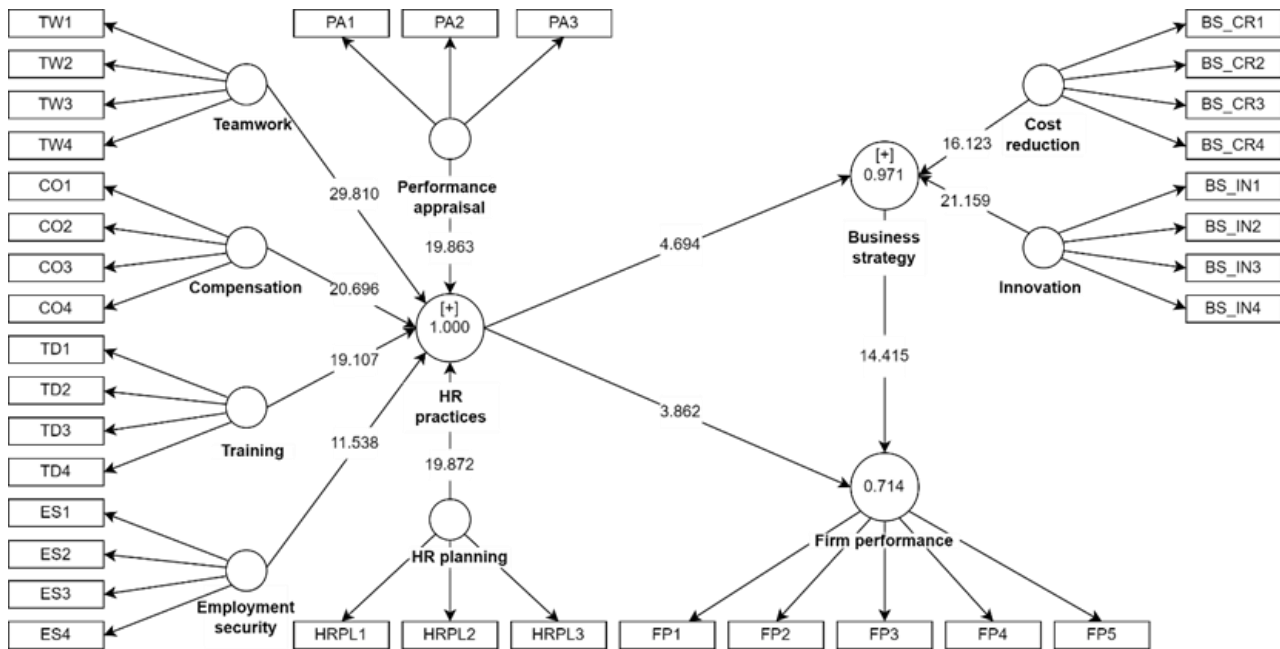 TW1
TW2
TW3
TW4
CO1
CO2
CO3
CO4
TD1
TD2
TD3
TD4
ES1
ES2
ES3
ES4
Teamwork
Compensation
Training
Employment
security
PA1
PA2
PA3
Performance
appraisal
29.810
19.863
20.696
19.107
11.538
19.872
[+]
1.000
HR
practices
HR planning
HRPL1
HRPL2
HRPL3
4.694
3.862
[+]
0.971
Business
strategy
14.415
0.714
Firm performance
FP1
FP2
FP3
FP4
FP5
16.123
21.159
Cost
reduction
Innovation
BS_CR1
BS_CR2
BS_CR3
BS_CR4
BS_IN1
BS_IN2
BS_IN3
BS_IN4